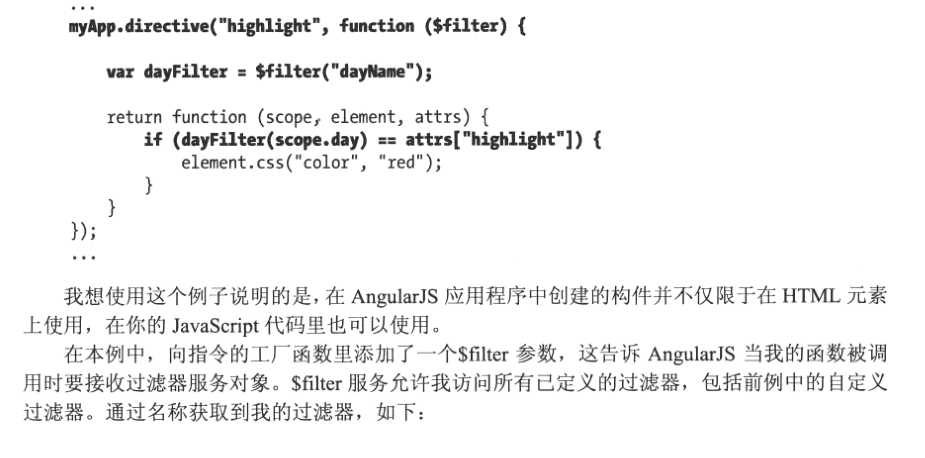 ...
myApp.directive("highlight", function ($filter) {
var dayFilter = $filter("dayName");
return function (scope, element, attrs) {
if (dayFilter(scope.day) == attrs["highlight"]) {
element.css("color", "red");
}
}
});
...
我想使用这个例子说明的是，在 AngularJS 应用程序中创建的构件并不仅限于在 HTML 元素
上使用，在你的 JavaScript 代码里也可以使用。
在本例中，向指令的工厂函数里添加了一个$filter 参数，这告诉 AngularJS 当我的函数被调
用时要接收过滤器服务对象。$filter 服务允许我访问所有已定义的过滤器，包括前例中的自定义
过滤器。通过名称获取到我的过滤器，如下：